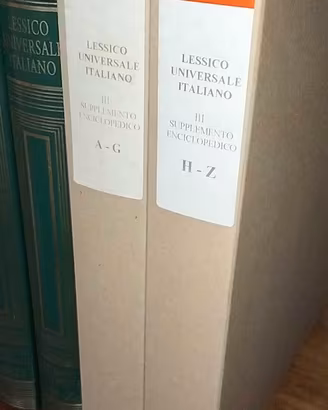 LESSICO
UNIVERSALE
ITALIANO
LESSICO
UNIVERSALE
ITALIANO
III
SUPPLEMENTO
ENCICLOPEDICO
A - G
LESSICO
UNIVERSALE
ITALIANO
III
SUPPLEMENTO
ENCICLOPEDICO
H - Z